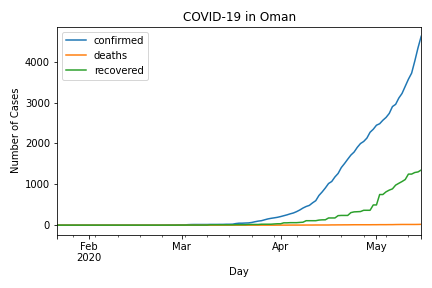 COVID-19 in Oman
confirmed
deaths
recovered
Number of Cases
4000
3000
2000
1000
0
Feb
2020
Mar
Apr
May
Day